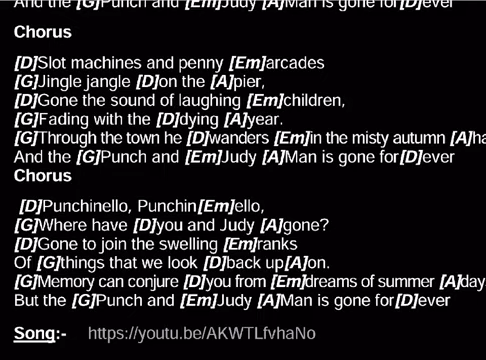 And the [G]Punch and [Em]Judy [A]Man is gone for[D]ever
Chorus
[D]Slot machines and penny [Em]arcades
[G]Jingle jangle [D]on the [A]pier,
[D]Gone the sound of laughing [Em]children,
[G]Fading with the [D]dying [A]year.
[G]Through the town he [D]wanders [Em]in the misty autumn [A]ha
And the [G]Punch and [Em]Judy [A]Man is gone for[D]ever
Chorus
[D]Punchinello, Punchin[Em]ello,
[G]Where have [D]you and Judy [A]gone?
[D]Gone to join the swelling [Em]ranks
Of [G]things that we look [D]back up[A]on.
[G]Memory can conjure [D]you from [Em]dreams of summer [A]day
But the [G]Punch and [Em]Judy [A]Man is gone for[D]ever
Song:- https://youtu.be/AKWTLfvhaNo